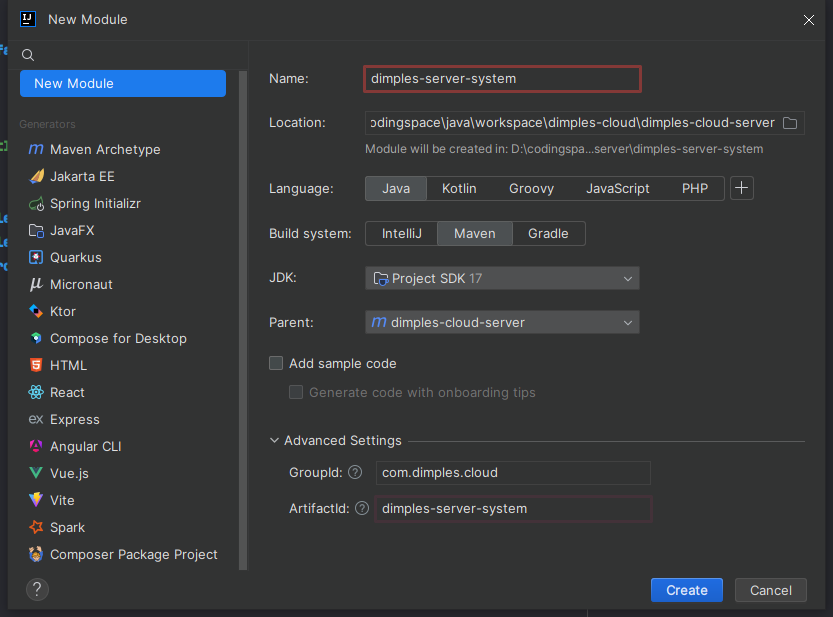 New Module
New Module
Generators
Maven Archetype
Jakarta EE
Spring Initializr
JavaFX
Quarkus
Micronaut
Ktor
Compose for Desktop
HTML
React
Express
Angular CLI
Vue.js
Vite
Spark
Composer Package Project
Name: dimples-server-system
Location: odingspace\java\workspace\dimples-cloud\dimples-cloud-server
Module will be created in: D:\codingspa...server\dimples-server-system
Language: Java Kotlin Groovy JavaScript PHP +
Build system: IntelliJ Maven Gradle
JDK: Project SDK 17
Parent: m dimples-cloud-server
Add sample code
Generate code with onboarding tips
Advanced Settings
GroupId: ? com.dimples.cloud
ArtifactId: ? dimples-server-system
? Create Cancel